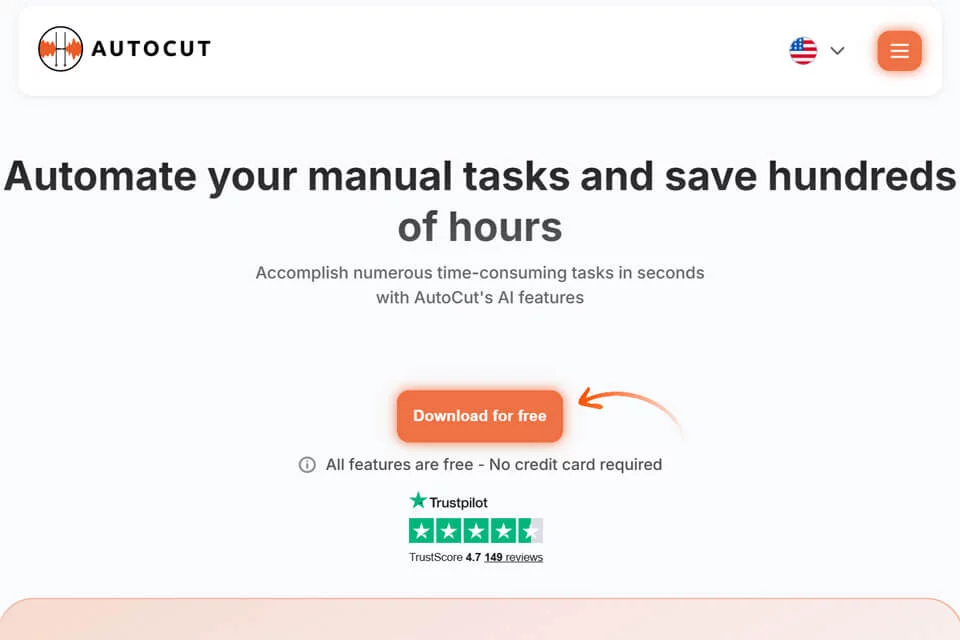 AUTOCUT
Automate your manual tasks and save hundreds
of hours
Accomplish numerous time-consuming tasks in seconds
with AutoCut's AI features
Download for free
All features are free - No credit card required
Trustpilot
TrustScore 4.7 149 reviews